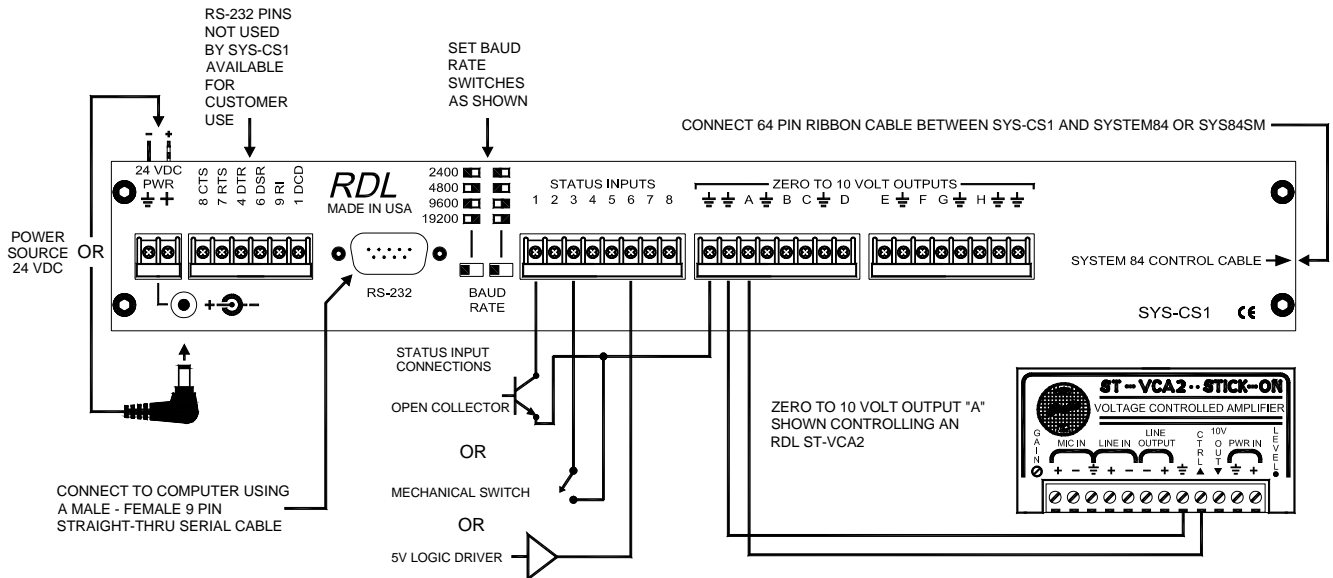 RS-232 PINS
NOT USED
BY SYS-CS1
AVAILABLE
FOR
CUSTOMER
USE
SET BAUD
RATE
SWITCHES
AS SHOWN
CONNECT 64 PIN RIBBON CABLE BETWEEN SYS-CS1 AND SYSTEM84 OR SYS84SM
- +
24 VDC
PWR
⏚ +
8 CTS
7 RTS
4 DTR
6 DSR
9 RI
1 DCD
RDL
MADE IN USA
2400
4800
9600
19200
STATUS INPUTS
1 2 3 4 5 6 7 8
ZERO TO 10 VOLT OUTPUTS
⏚ ⏚ A ⏚ B C ⏚ D E ⏚ F G ⏚ H ⏚ ⏚
POWER
SOURCE
24 VDC
OR
RS-232
BAUD
RATE
SYSTEM 84 CONTROL CABLE
SYS-CS1 CE
- + -
STATUS INPUT
CONNECTIONS
OPEN COLLECTOR
OR
MECHANICAL SWITCH
OR
5V LOGIC DRIVER
CONNECT TO COMPUTER USING
A MALE - FEMALE 9 PIN
STRAIGHT-THRU SERIAL CABLE
ZERO TO 10 VOLT OUTPUT "A"
SHOWN CONTROLLING AN
RDL ST-VCA2
ST-VCA2·· STICK-ON
VOLTAGE CONTROLLED AMPLIFIER
GAIN
MIC IN
LINE IN
LINE
OUTPUT
CTRL
10V
OUT
PWR IN
LEVEL
+ - ⏚ + - - + ⏚ ▲ ▼ ⏚ +